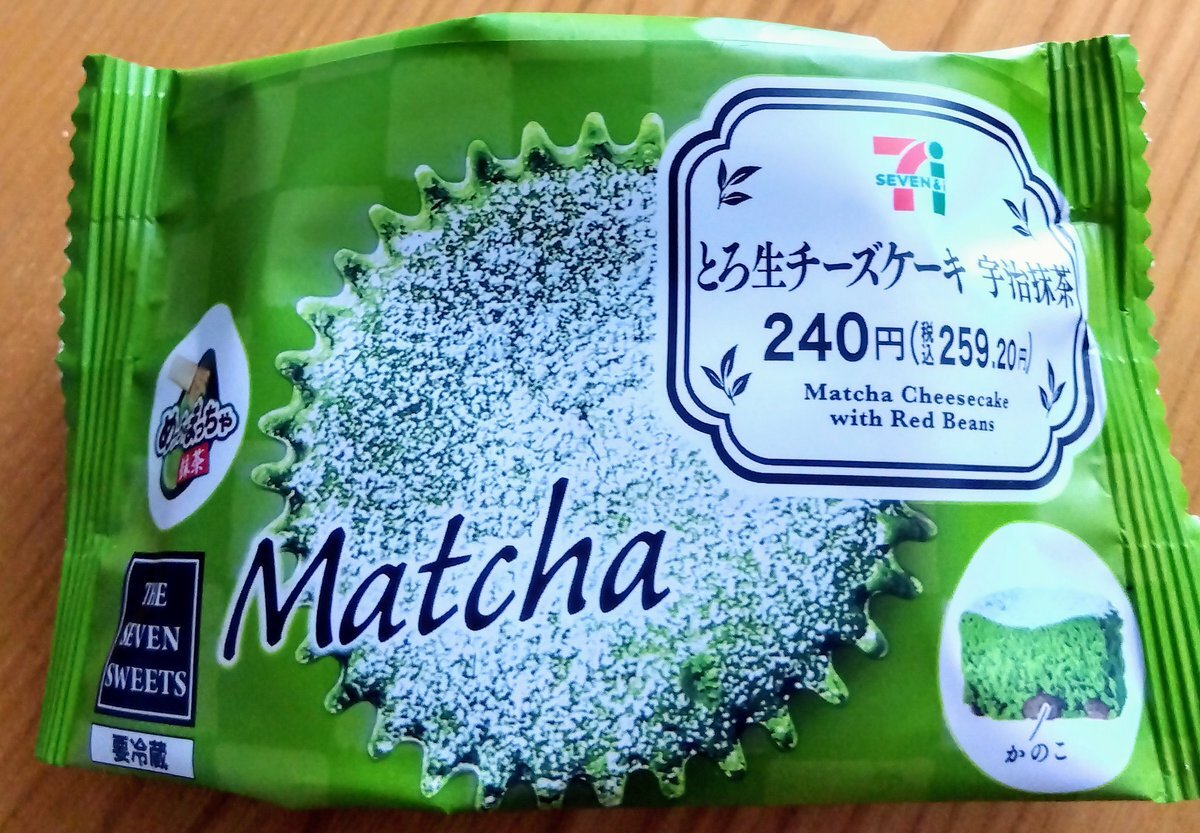 SEVEN&i
とろ生チーズケーキ 宇治抹茶
240円(税込259.20円)
Matcha Cheesecake
with Red Beans
抹茶
Matcha
THE
SEVEN
SWEETS
要冷蔵
かのこ